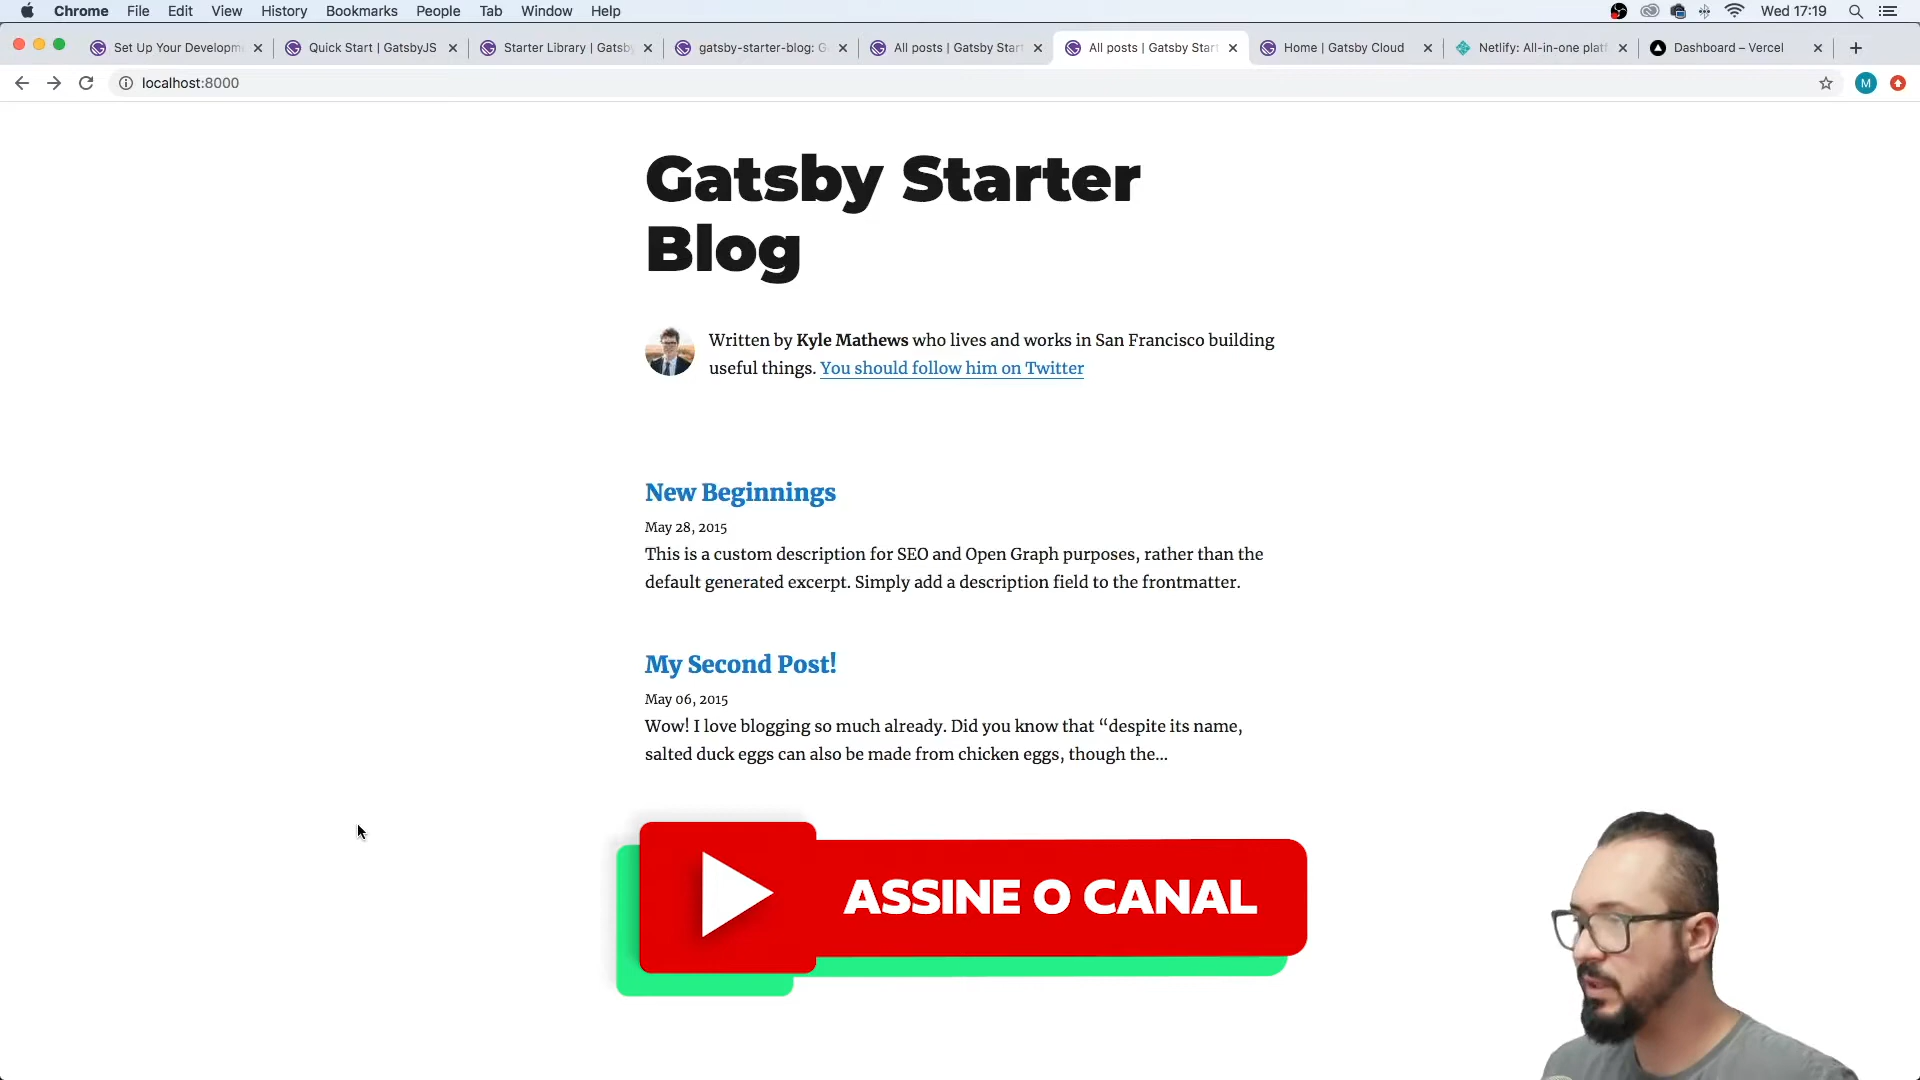 Chrome File Edit View History Bookmarks People Tab Window Help Wed 17:19
Set Up Your Developm Quick Start | GatsbyJS Starter Library | Gatsby gatsby-starter-blog: G All posts | Gatsby Star All posts | Gatsby Star Home | Gatsby Cloud Netlify: All-in-one platf Dashboard – Vercel
localhost:8000 M
Gatsby Starter
Blog
Written by Kyle Mathews who lives and works in San Francisco building
useful things. You should follow him on Twitter
New Beginnings
May 28, 2015
This is a custom description for SEO and Open Graph purposes, rather than the
default generated excerpt. Simply add a description field to the frontmatter.
My Second Post!
May 06, 2015
Wow! I love blogging so much already. Did you know that “despite its name,
salted duck eggs can also be made from chicken eggs, though the…
ASSINE O CANAL